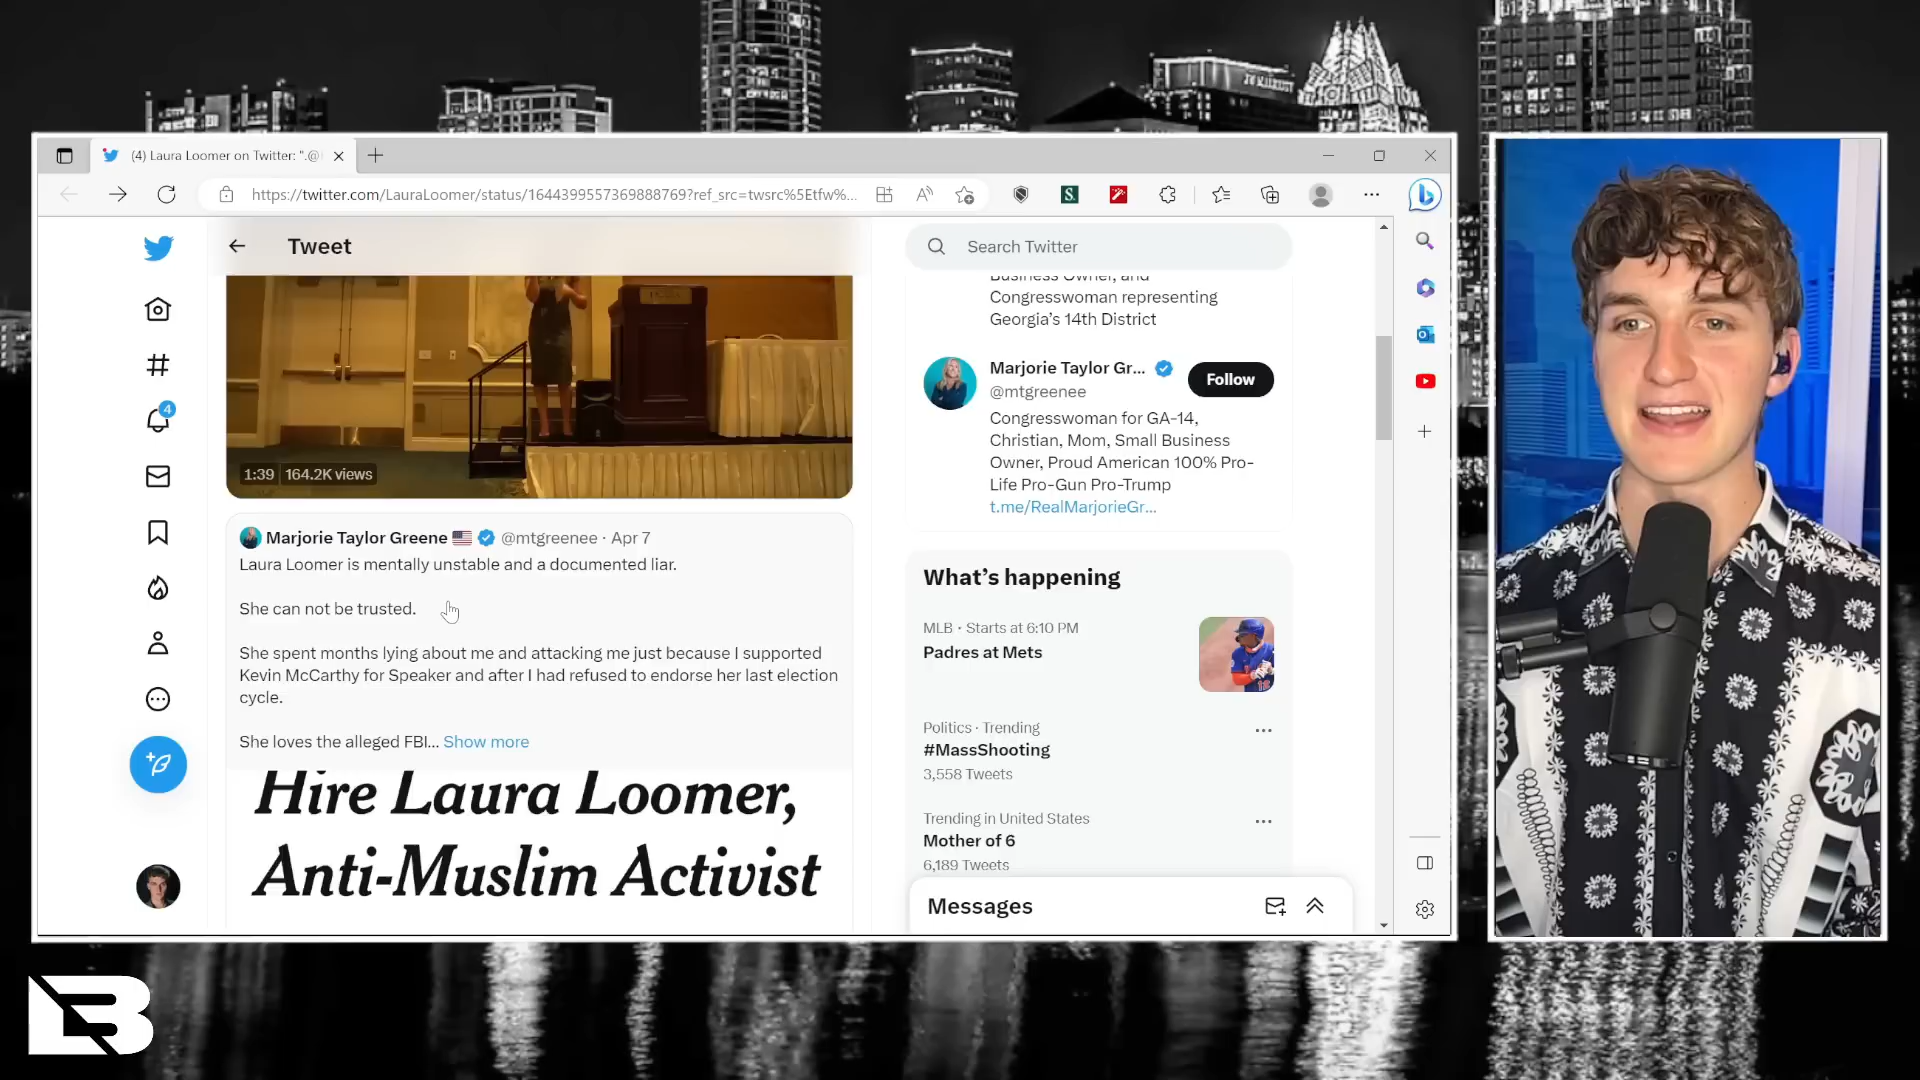 (4) Laura Loomer on Twitter: ".@
https://twitter.com/LauraLoomer/status/1644399557369888769?ref_src=twsrc%5Etfw%...
Tweet
1:39 164.2K views
Marjorie Taylor Greene @mtgreenee · Apr 7
Laura Loomer is mentally unstable and a documented liar.
She can not be trusted.
She spent months lying about me and attacking me just because I supported
Kevin McCarthy for Speaker and after I had refused to endorse her last election
cycle.
She loves the alleged FBI... Show more
Hire Laura Loomer,
Anti-Muslim Activist
4
Search Twitter
Business Owner, and
Congresswoman representing
Georgia's 14th District
Marjorie Taylor Gr...
@mtgreenee
Follow
Congresswoman for GA-14,
Christian, Mom, Small Business
Owner, Proud American 100% Pro-
Life Pro-Gun Pro-Trump
t.me/RealMarjorieGr...
What's happening
MLB · Starts at 6:10 PM
Padres at Mets
Politics · Trending
#MassShooting
3,558 Tweets
Trending in United States
Mother of 6
6,189 Tweets
Messages